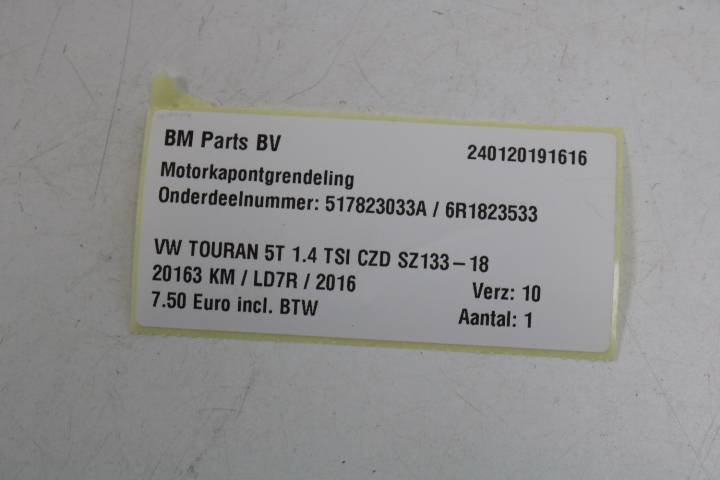 BM Parts BV 240120191616
Motorkapontgrendeling
Onderdeelnummer: 517823033A / 6R1823533
VW TOURAN 5T 1.4 TSI CZD SZ133-18
20163 KM / LD7R / 2016 Verz: 10
7.50 Euro incl. BTW Aantal: 1